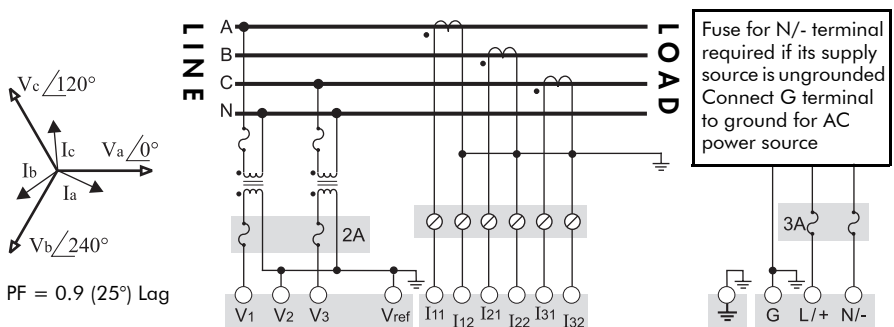 LINE
A
B
C
N
LOAD
Fuse for N/- terminal
required if its supply
source is ungrounded
Connect G terminal
to ground for AC
power source
Vc/120°
Ic
Va/0°
Ib
Ia
Vb/240°
PF = 0.9 (25°) Lag
2A
3A
V1 V2 V3 Vref I11 I12 I21 I22 I31 I32 G L/+ N/-